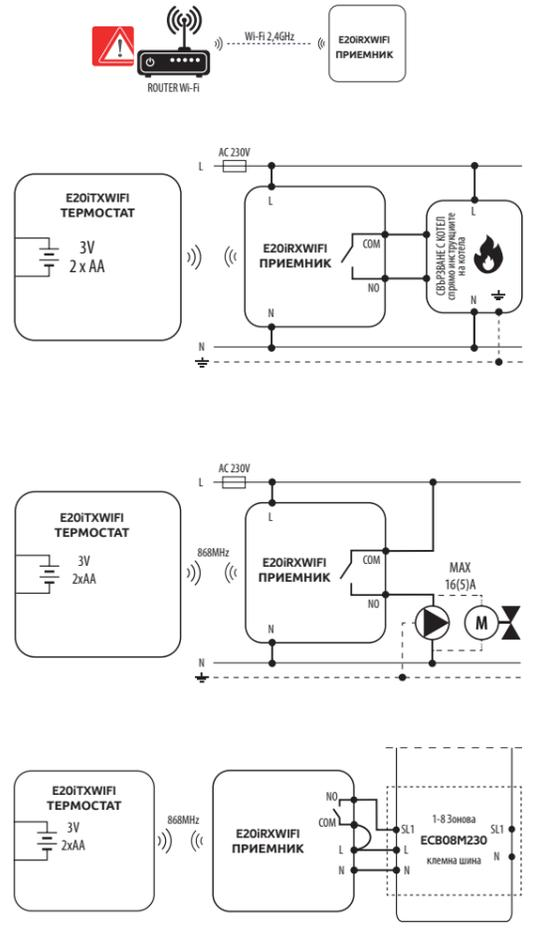 Wi-Fi 2,4GHz
E20iRXWIFI
ПРИЕМНИК
ROUTER Wi-Fi
AC 230V
L
E20iTXWIFI
ТЕРМОСТАТ
3V
2 x AA
L
E20iRXWIFI
ПРИЕМНИК
COM
NO
N
L
СВЪРЗВАНЕ С КОТЕЛ
спрямо инструкциите
на котела
N
N
AC 230V
L
E20iTXWIFI
ТЕРМОСТАТ
3V
2xAA
868MHz
L
E20iRXWIFI
ПРИЕМНИК
COM
NO
N
MAX
16(5)A
M
N
E20iTXWIFI
ТЕРМОСТАТ
3V
2xAA
868MHz
E20iRXWIFI
ПРИЕМНИК
NO
COM
L
N
SL1
L
N
1-8 Зонова
ECB08M230
клемна шина
SL1
N